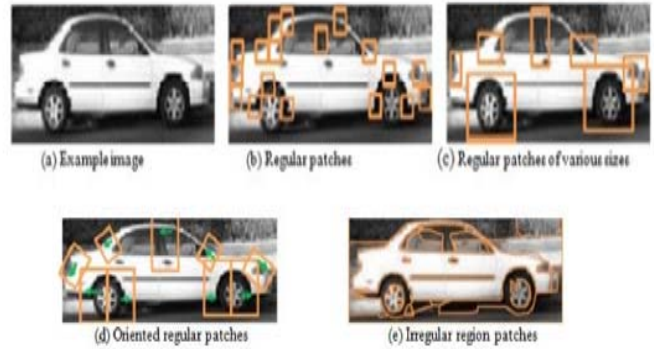 (a) Example image
(b) Regular patches
(c) Regular patches of various sizes
(d) Oriented regular patches
(e) Irregular region patches